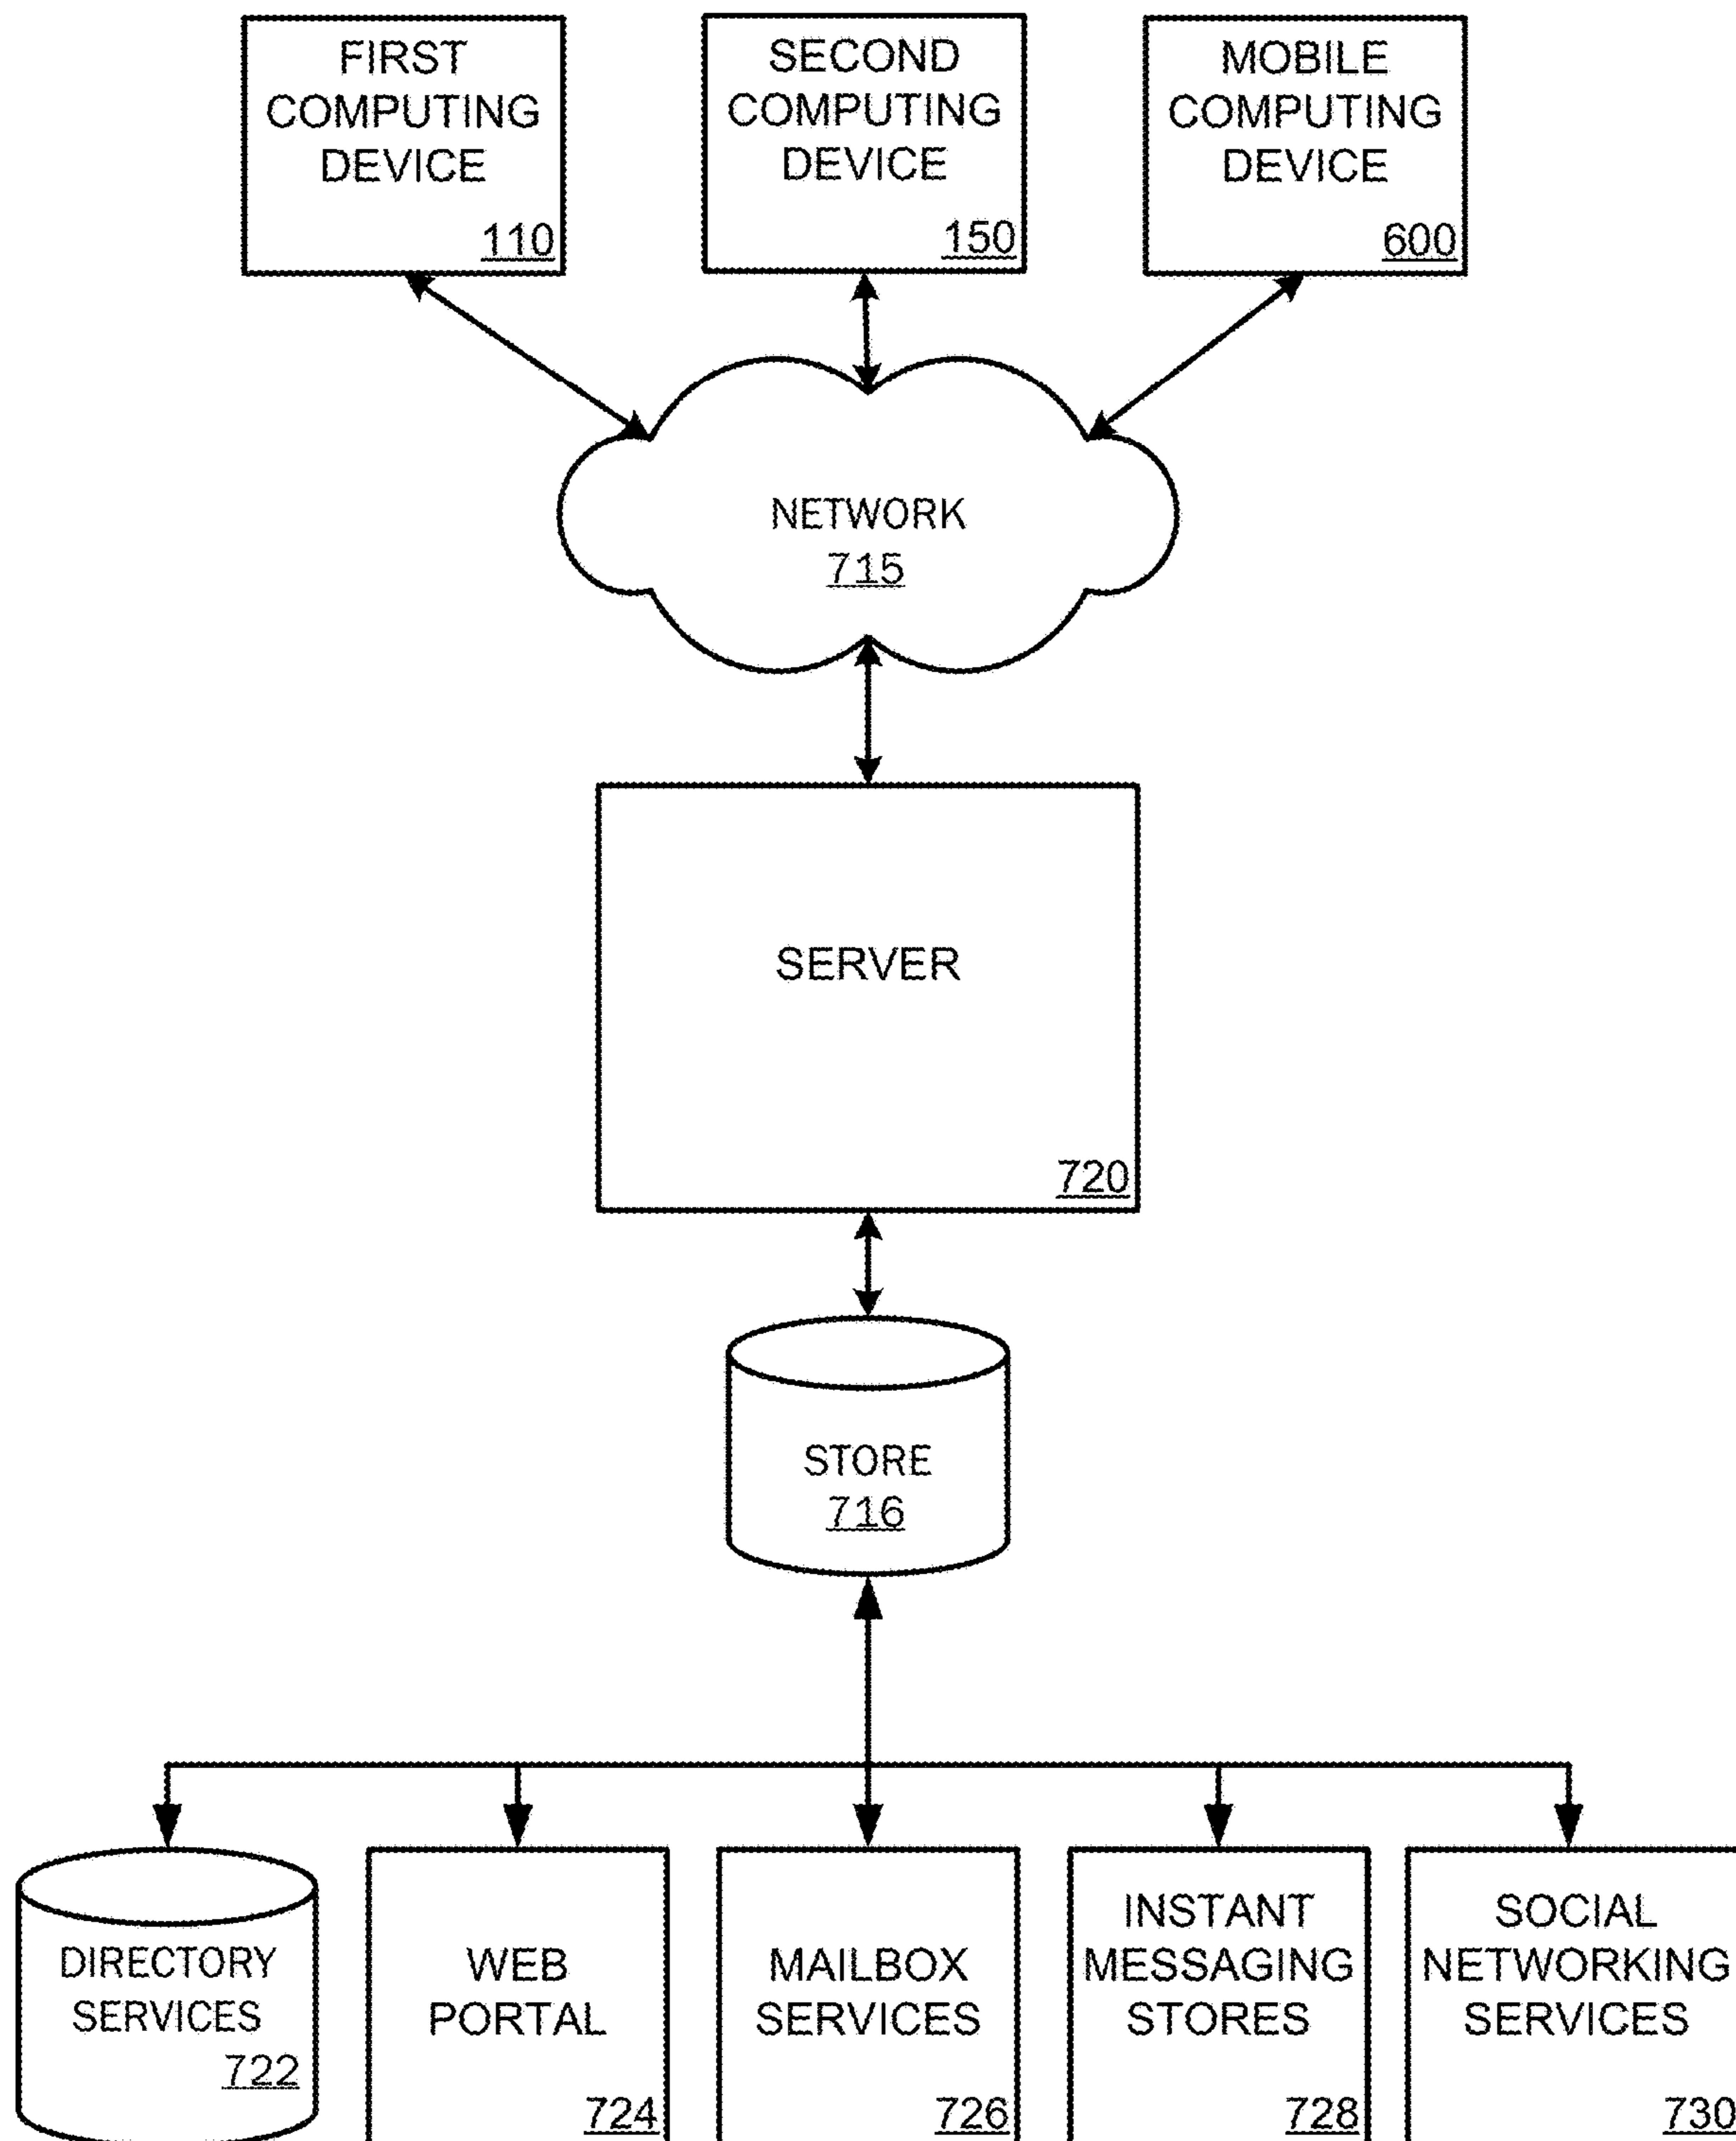 FIRST
COMPUTING
DEVICE
110
SECOND
COMPUTING
DEVICE
150
MOBILE
COMPUTING
DEVICE
600
NETWORK
715
SERVER
720
STORE
716
DIRECTORY
SERVICES
722
WEB
PORTAL
724
MAILBOX
SERVICES
726
INSTANT
MESSAGING
STORES
728
SOCIAL
NETWORKING
SERVICES
730